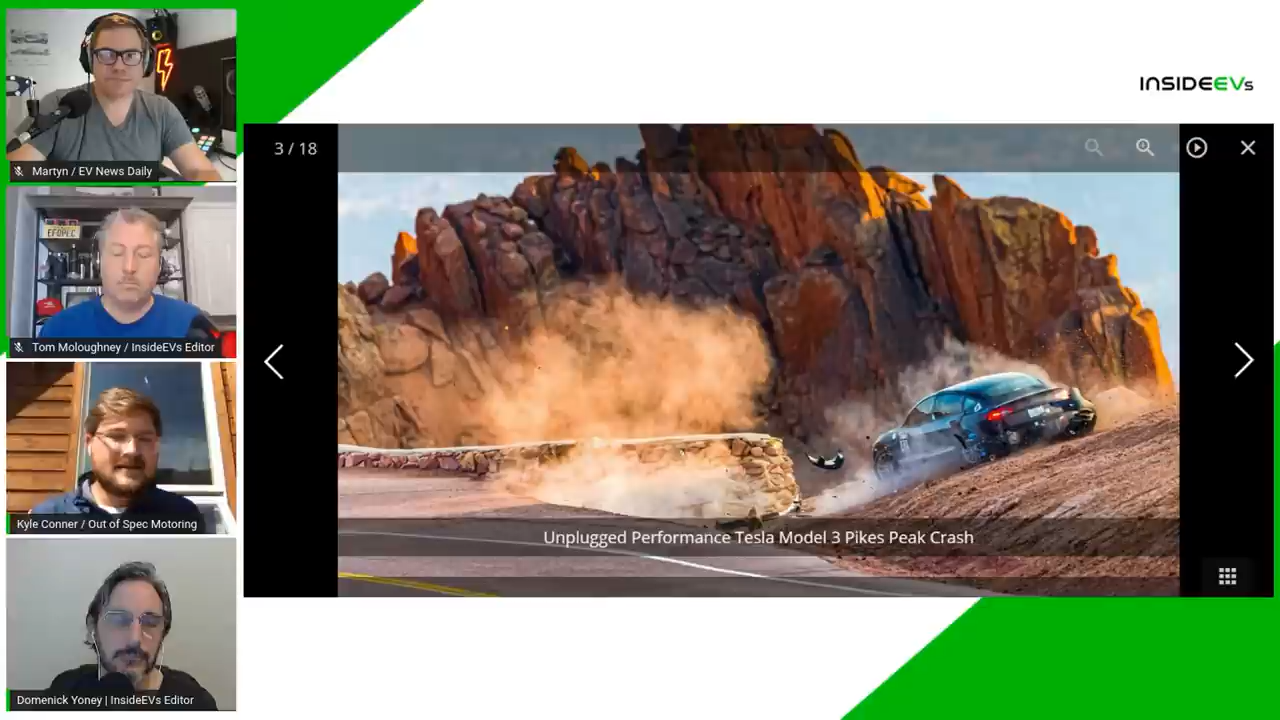 Martyn / EV News Daily
EFOPEC
Tom Moloughney / InsideEVs Editor
Kyle Conner / Out of Spec Motoring
Domenick Yoney | InsideEVs Editor
INSIDEEVs
3 / 18
Unplugged Performance Tesla Model 3 Pikes Peak Crash